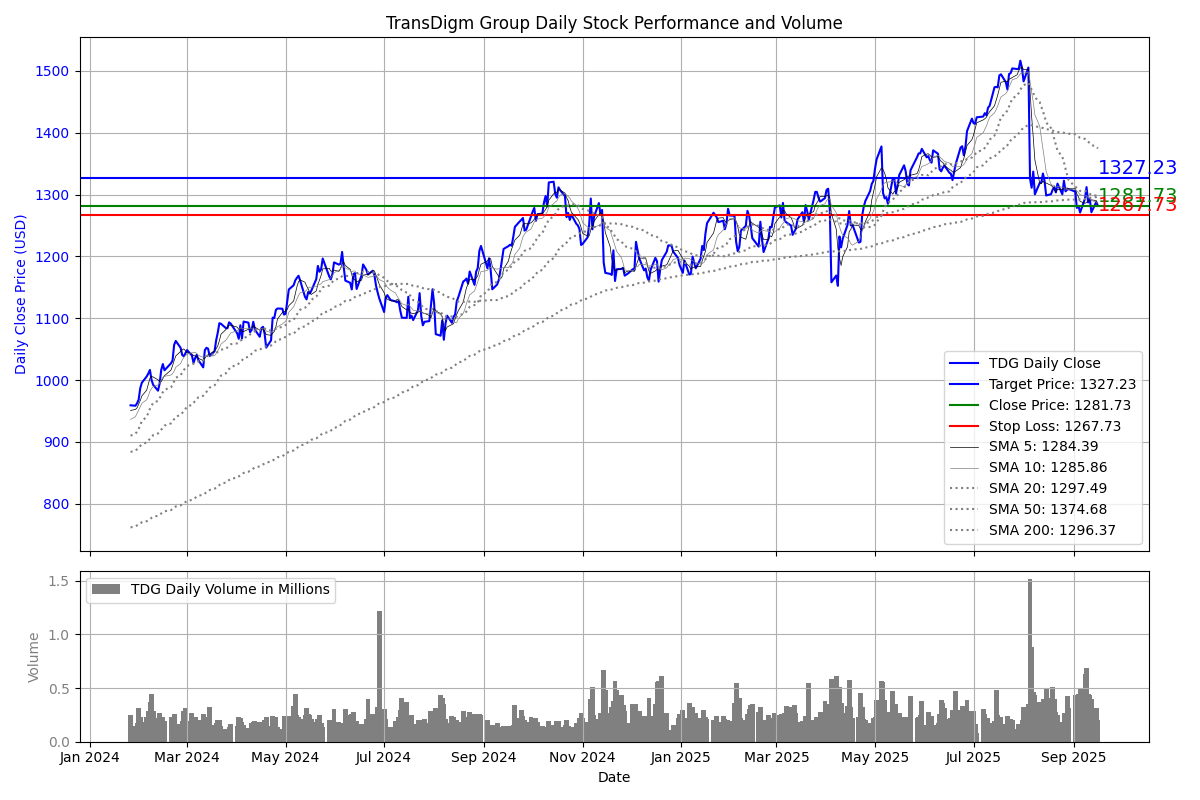 TransDigm Group Daily Stock Performance and Volume
Daily Close Price (USD)
1500
1400
1300
1200
1100
1000
900
800
1327.23
1281.73
1267.73
TDG Daily Close
Target Price: 1327.23
Close Price: 1281.73
Stop Loss: 1267.73
SMA 5: 1284.39
SMA 10: 1285.86
SMA 20: 1297.49
SMA 50: 1374.68
SMA 200: 1296.37
Volume
1.5
1.0
0.5
0.0
TDG Daily Volume in Millions
Jan 2024 Mar 2024 May 2024 Jul 2024 Sep 2024 Nov 2024 Jan 2025 Mar 2025 May 2025 Jul 2025 Sep 2025
Date